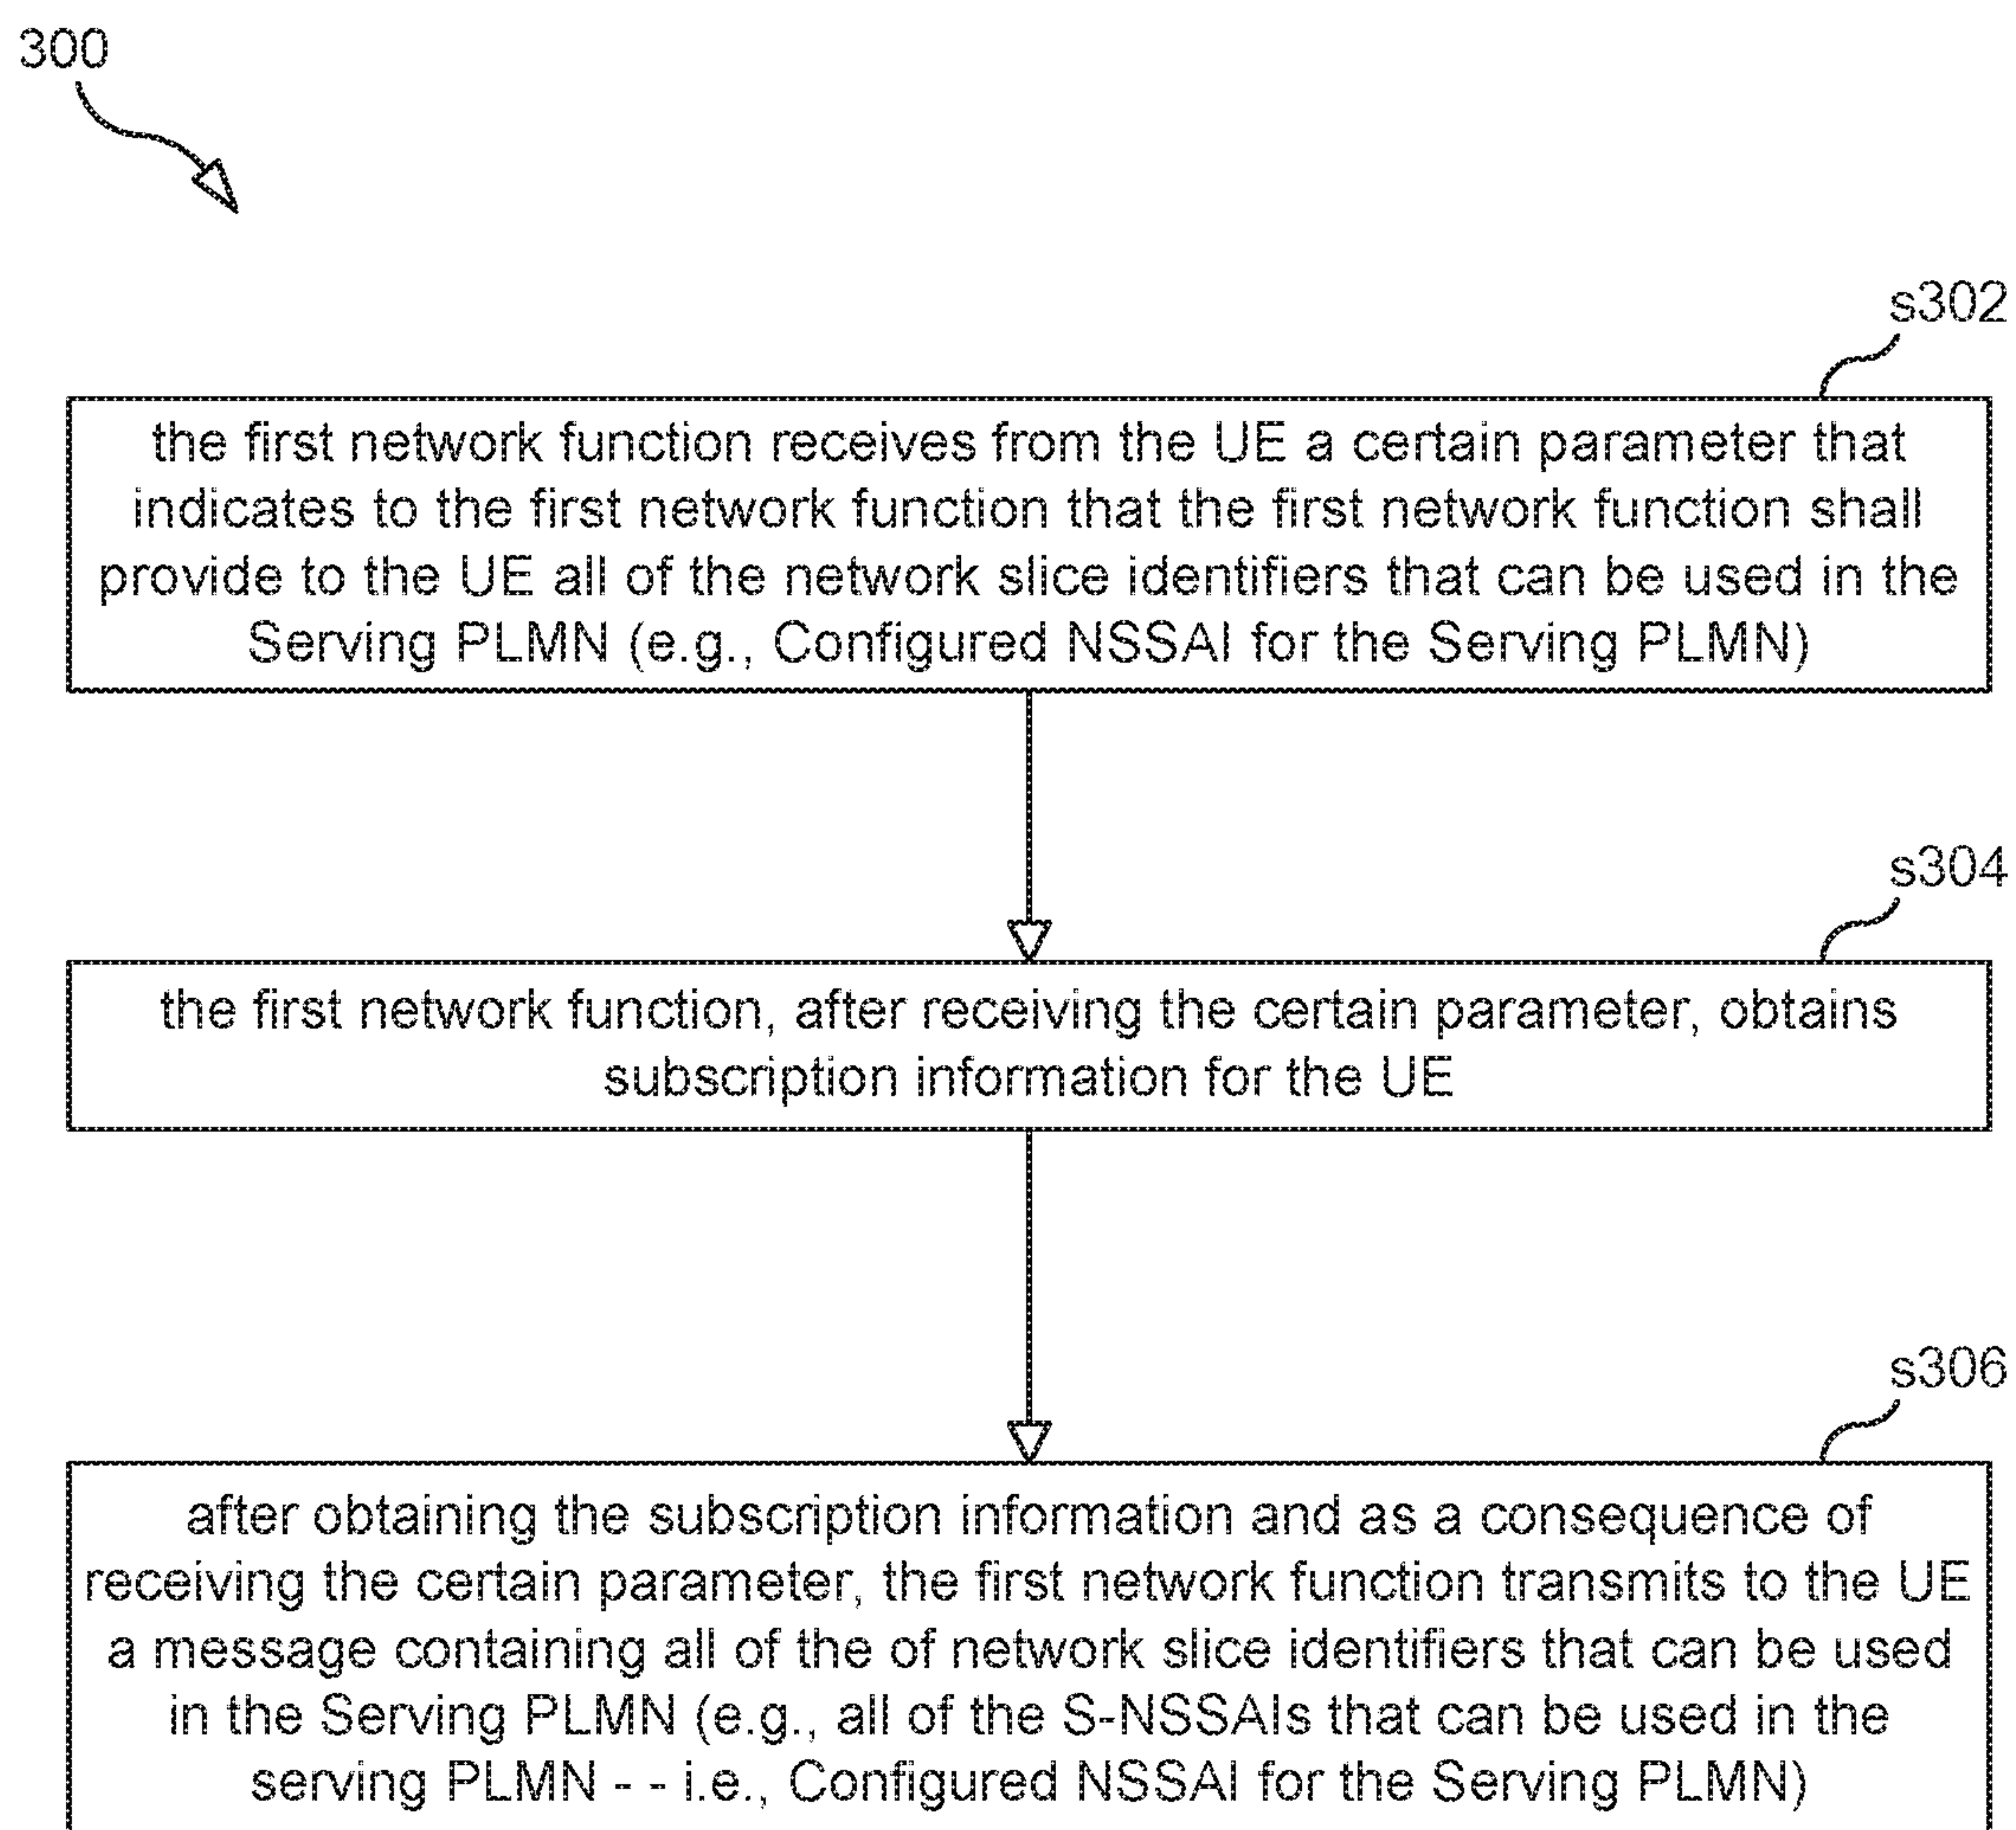 300
s302
the first network function receives from the UE a certain parameter that
indicates to the first network function that the first network function shall
provide to the UE all of the network slice identifiers that can be used in the
Serving PLMN (e.g., Configured NSSAI for the Serving PLMN)
s304
the first network function, after receiving the certain parameter, obtains
subscription information for the UE
s306
after obtaining the subscription information and as a consequence of
receiving the certain parameter, the first network function transmits to the UE
a message containing all of the of network slice identifiers that can be used
in the Serving PLMN (e.g., all of the S-NSSAIs that can be used in the
serving PLMN - - i.e., Configured NSSAI for the Serving PLMN)